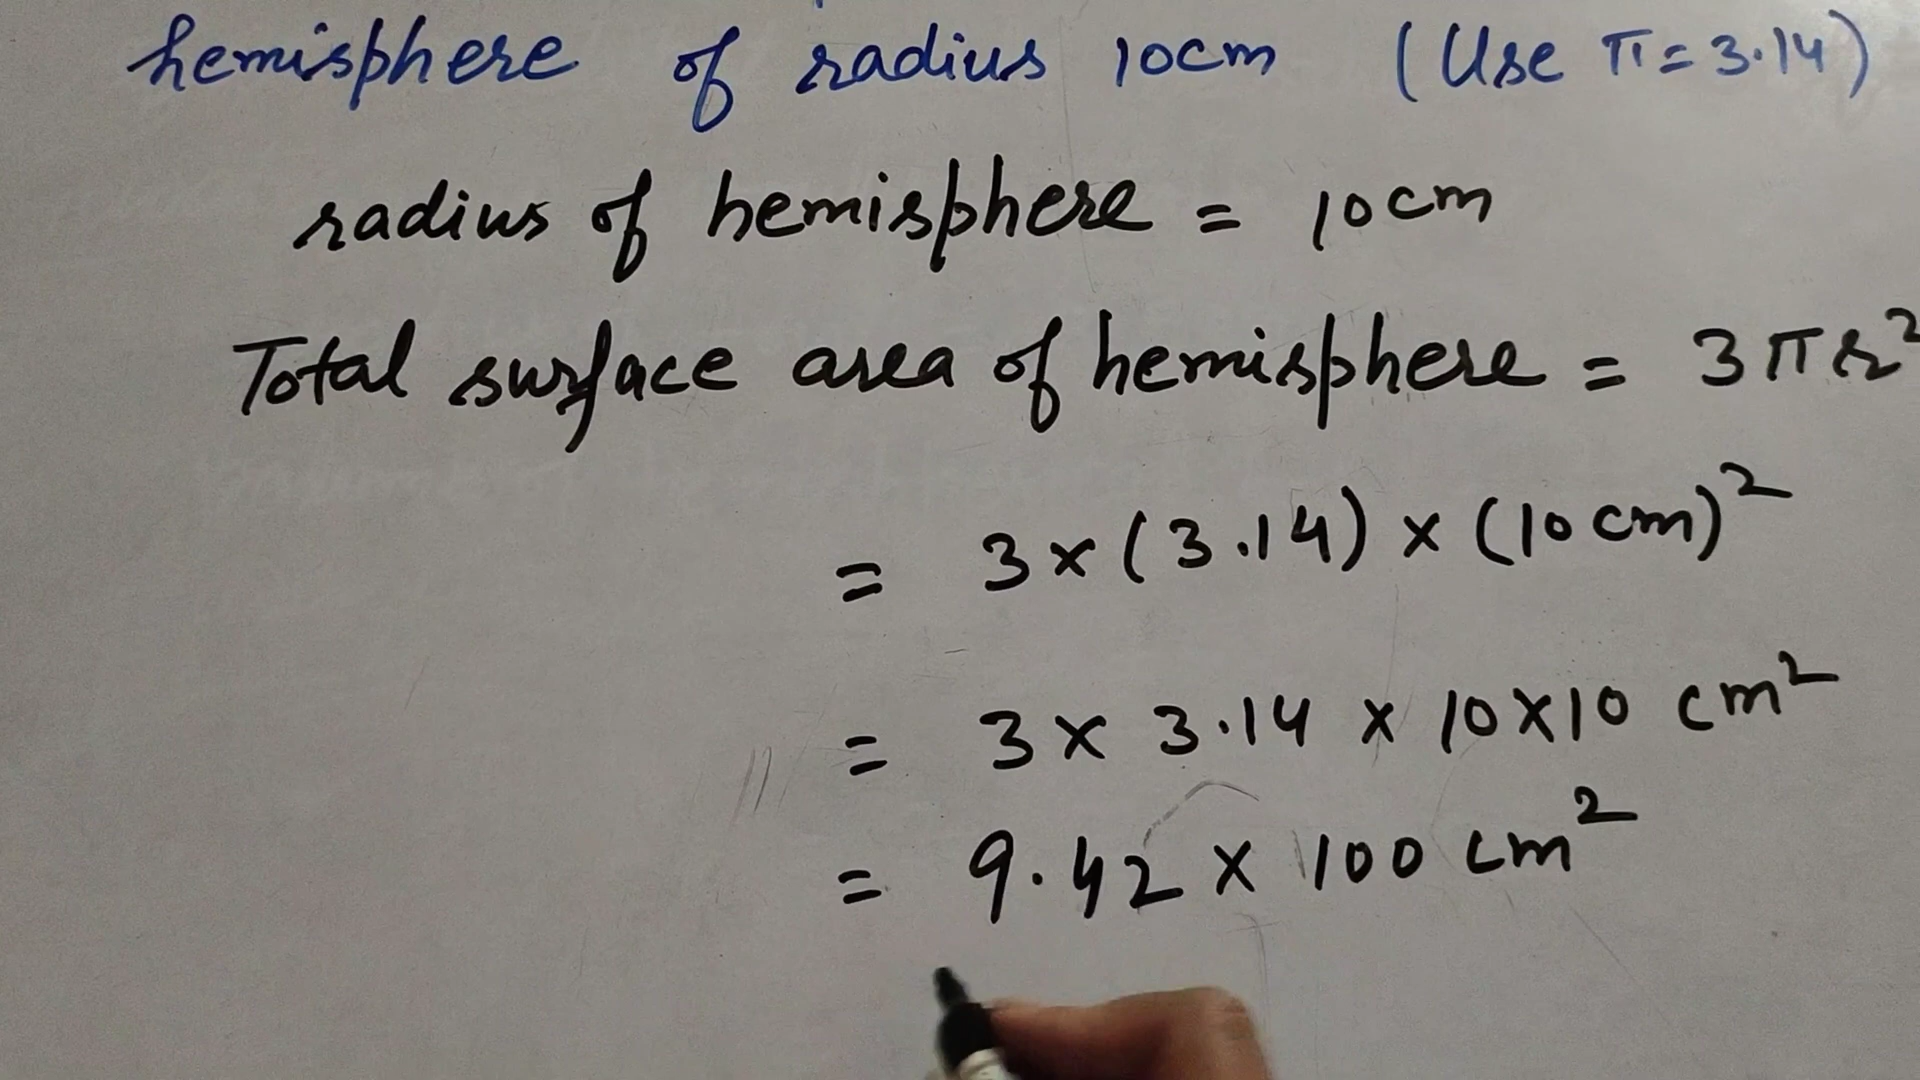 hemisphere of radius 10cm (Use π = 3.14)
radius of hemisphere = 10cm
Total surface area of hemisphere = 3πr²
= 3×(3.14)×(10cm)²
= 3× 3.14 × 10×10 cm²
= 9.42 × 100 cm²